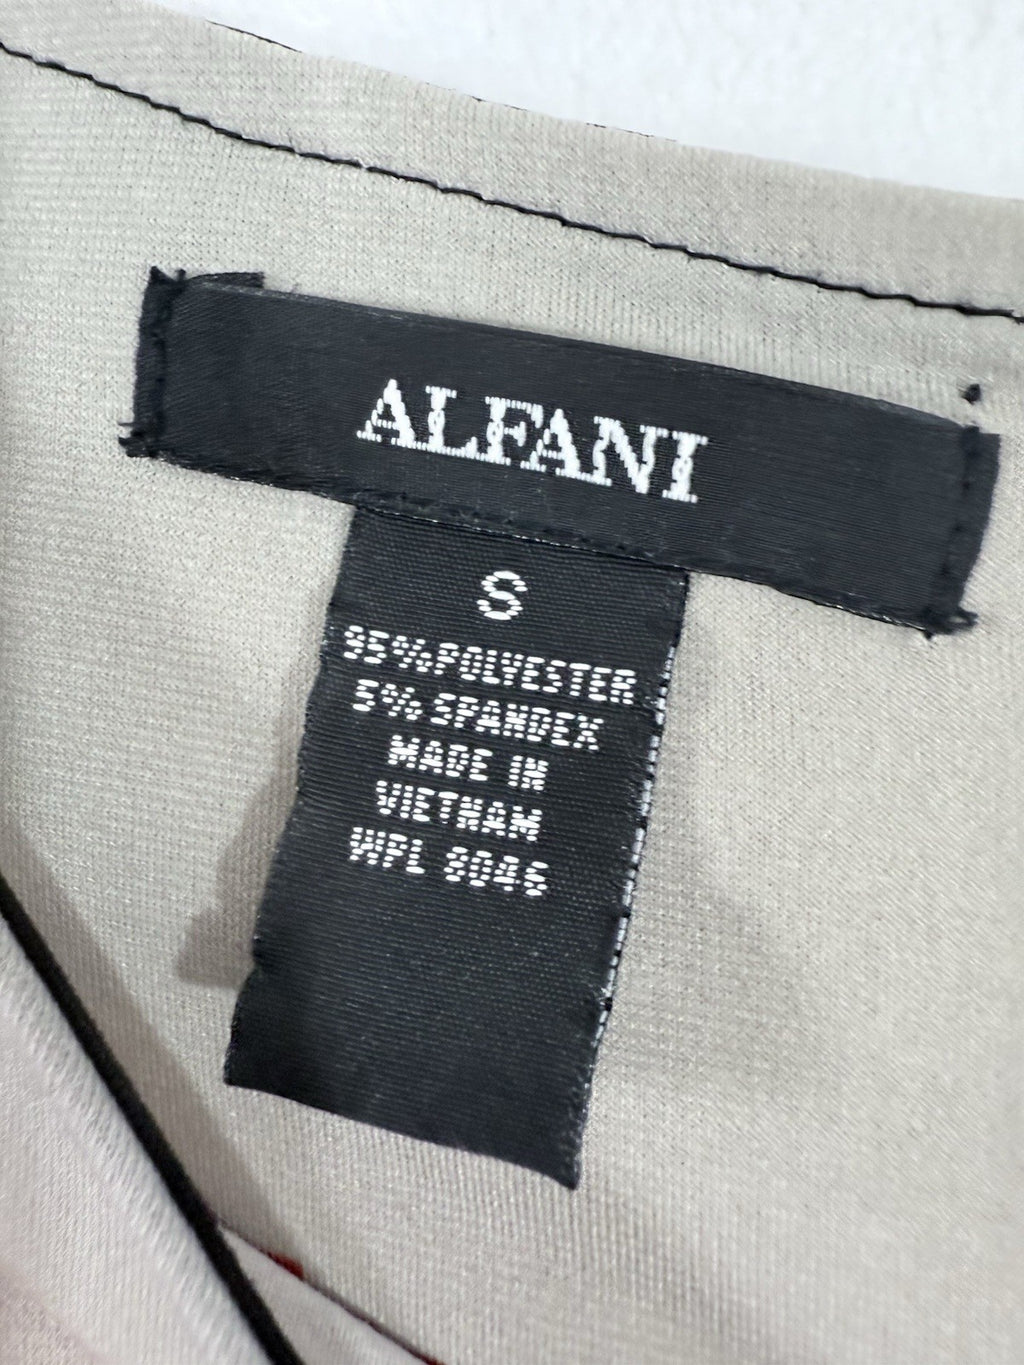 ALFANI
S
95%POLYESTER
5%SPANDEX
MADE IN
VIETNAM
WPL 8046